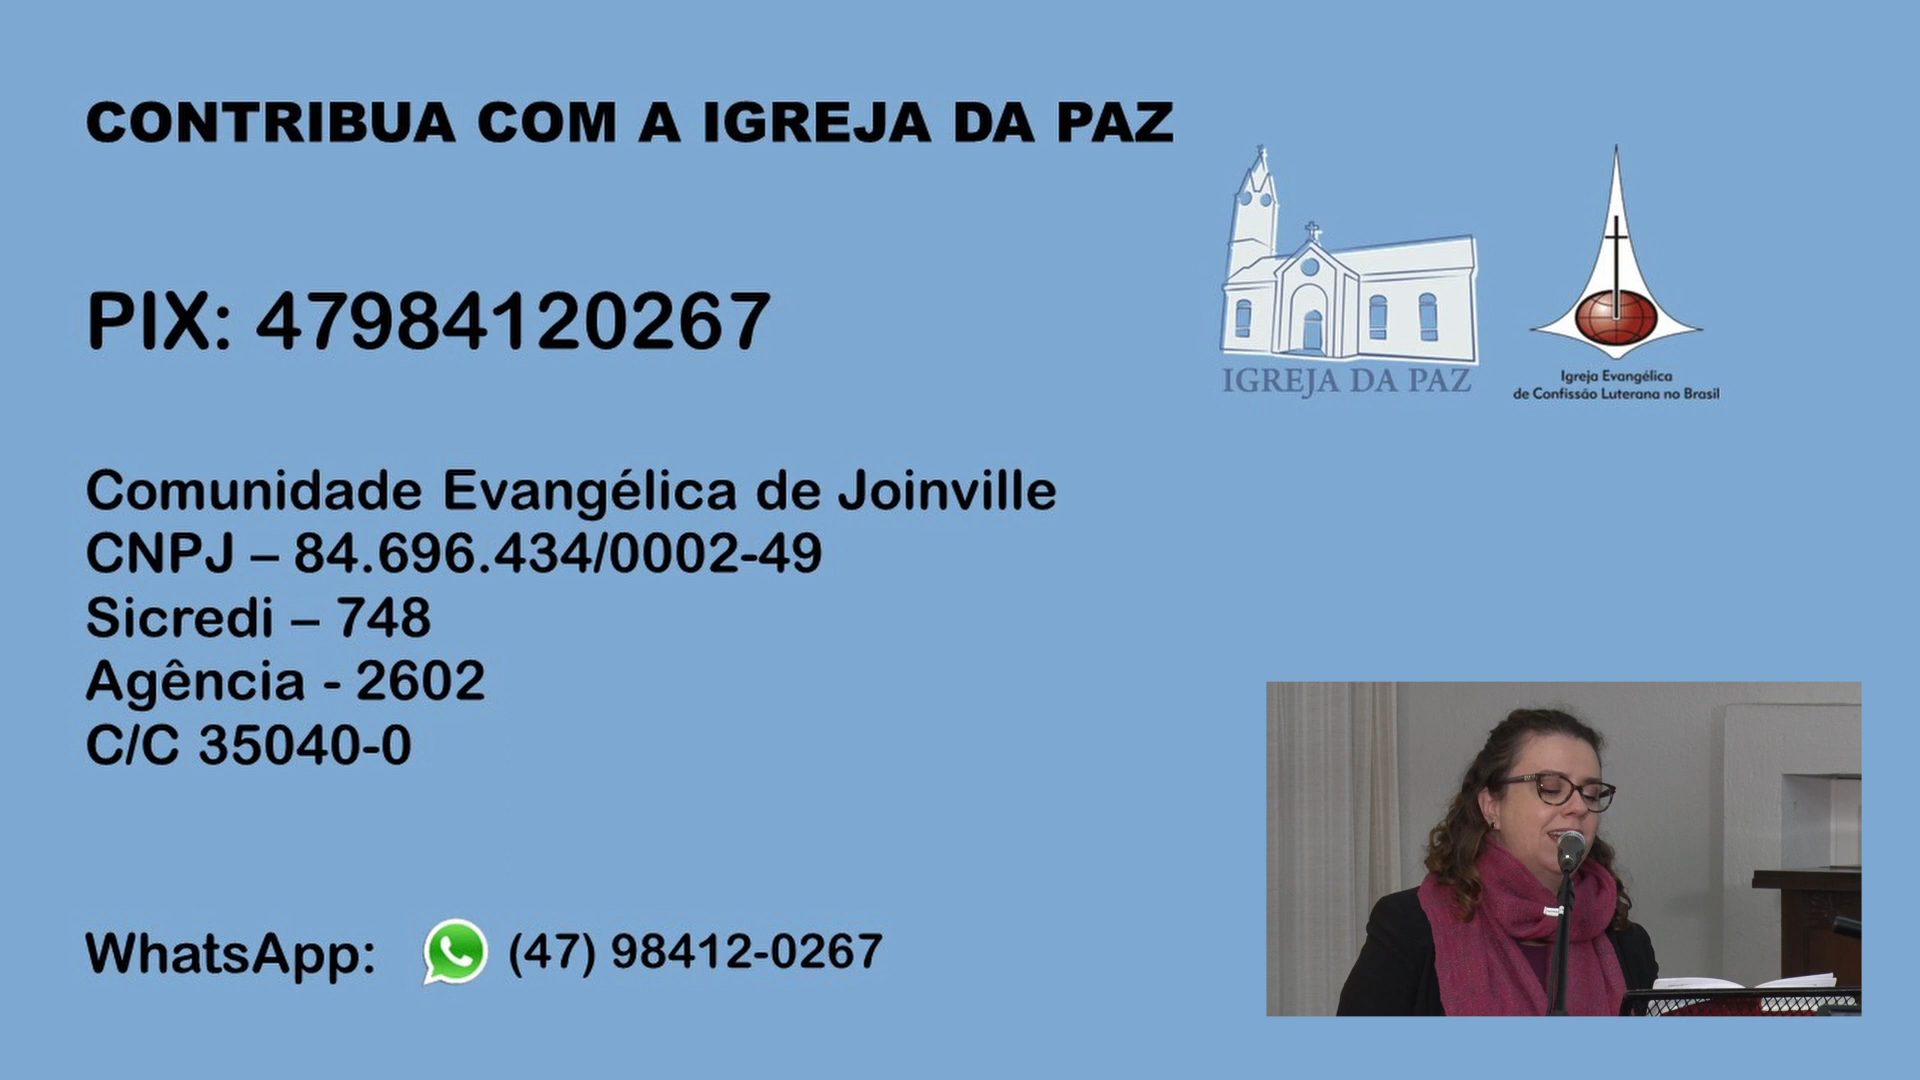 CONTRIBUA COM A IGREJA DA PAZ
PIX: 47984120267
IGREJA DA PAZ
Igreja Evangélica
de Confissão Luterana no Brasil
Comunidade Evangélica de Joinville
CNPJ – 84.696.434/0002-49
Sicredi – 748
Agência - 2602
C/C 35040-0
WhatsApp: (47) 98412-0267